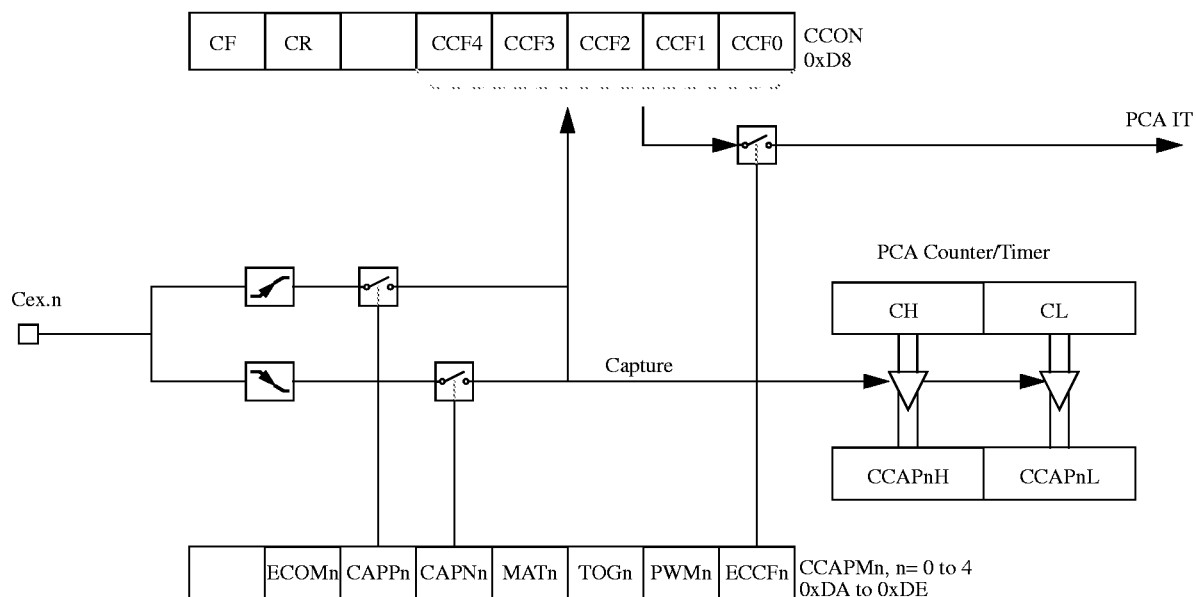 CF CR CCF4 CCF3 CCF2 CCF1 CCF0
CCON
0xD8
PCA IT
PCA Counter/Timer
Cex.n
CH CL
Capture
CCAPnH CCAPnL
ECOMn CAPPn CAPNn MATn TOGn PWMn ECCFn
CCAPMn, n= 0 to 4
0xDA to 0xDE